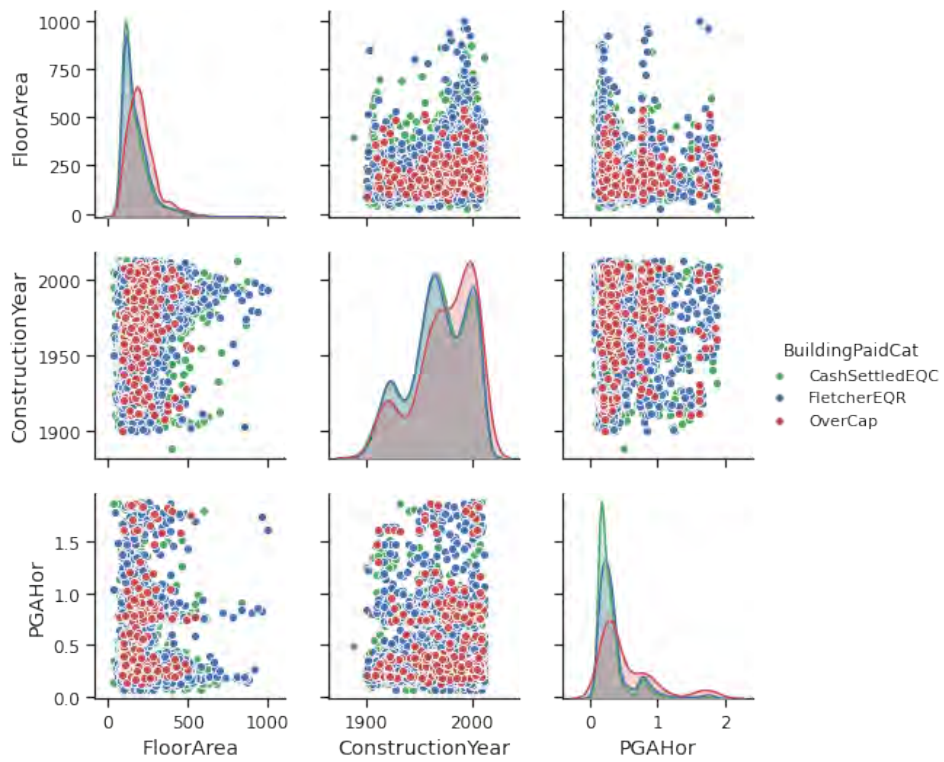 1000
750
500
250
0
FloorArea
2000
1950
1900
ConstructionYear
BuildingPaidCat
CashSettledEQC
FletcherEQR
OverCap
1.5
1.0
0.5
0.0
PGAHor
0 500 1000
1900 2000
0 1 2
FloorArea ConstructionYear PGAHor